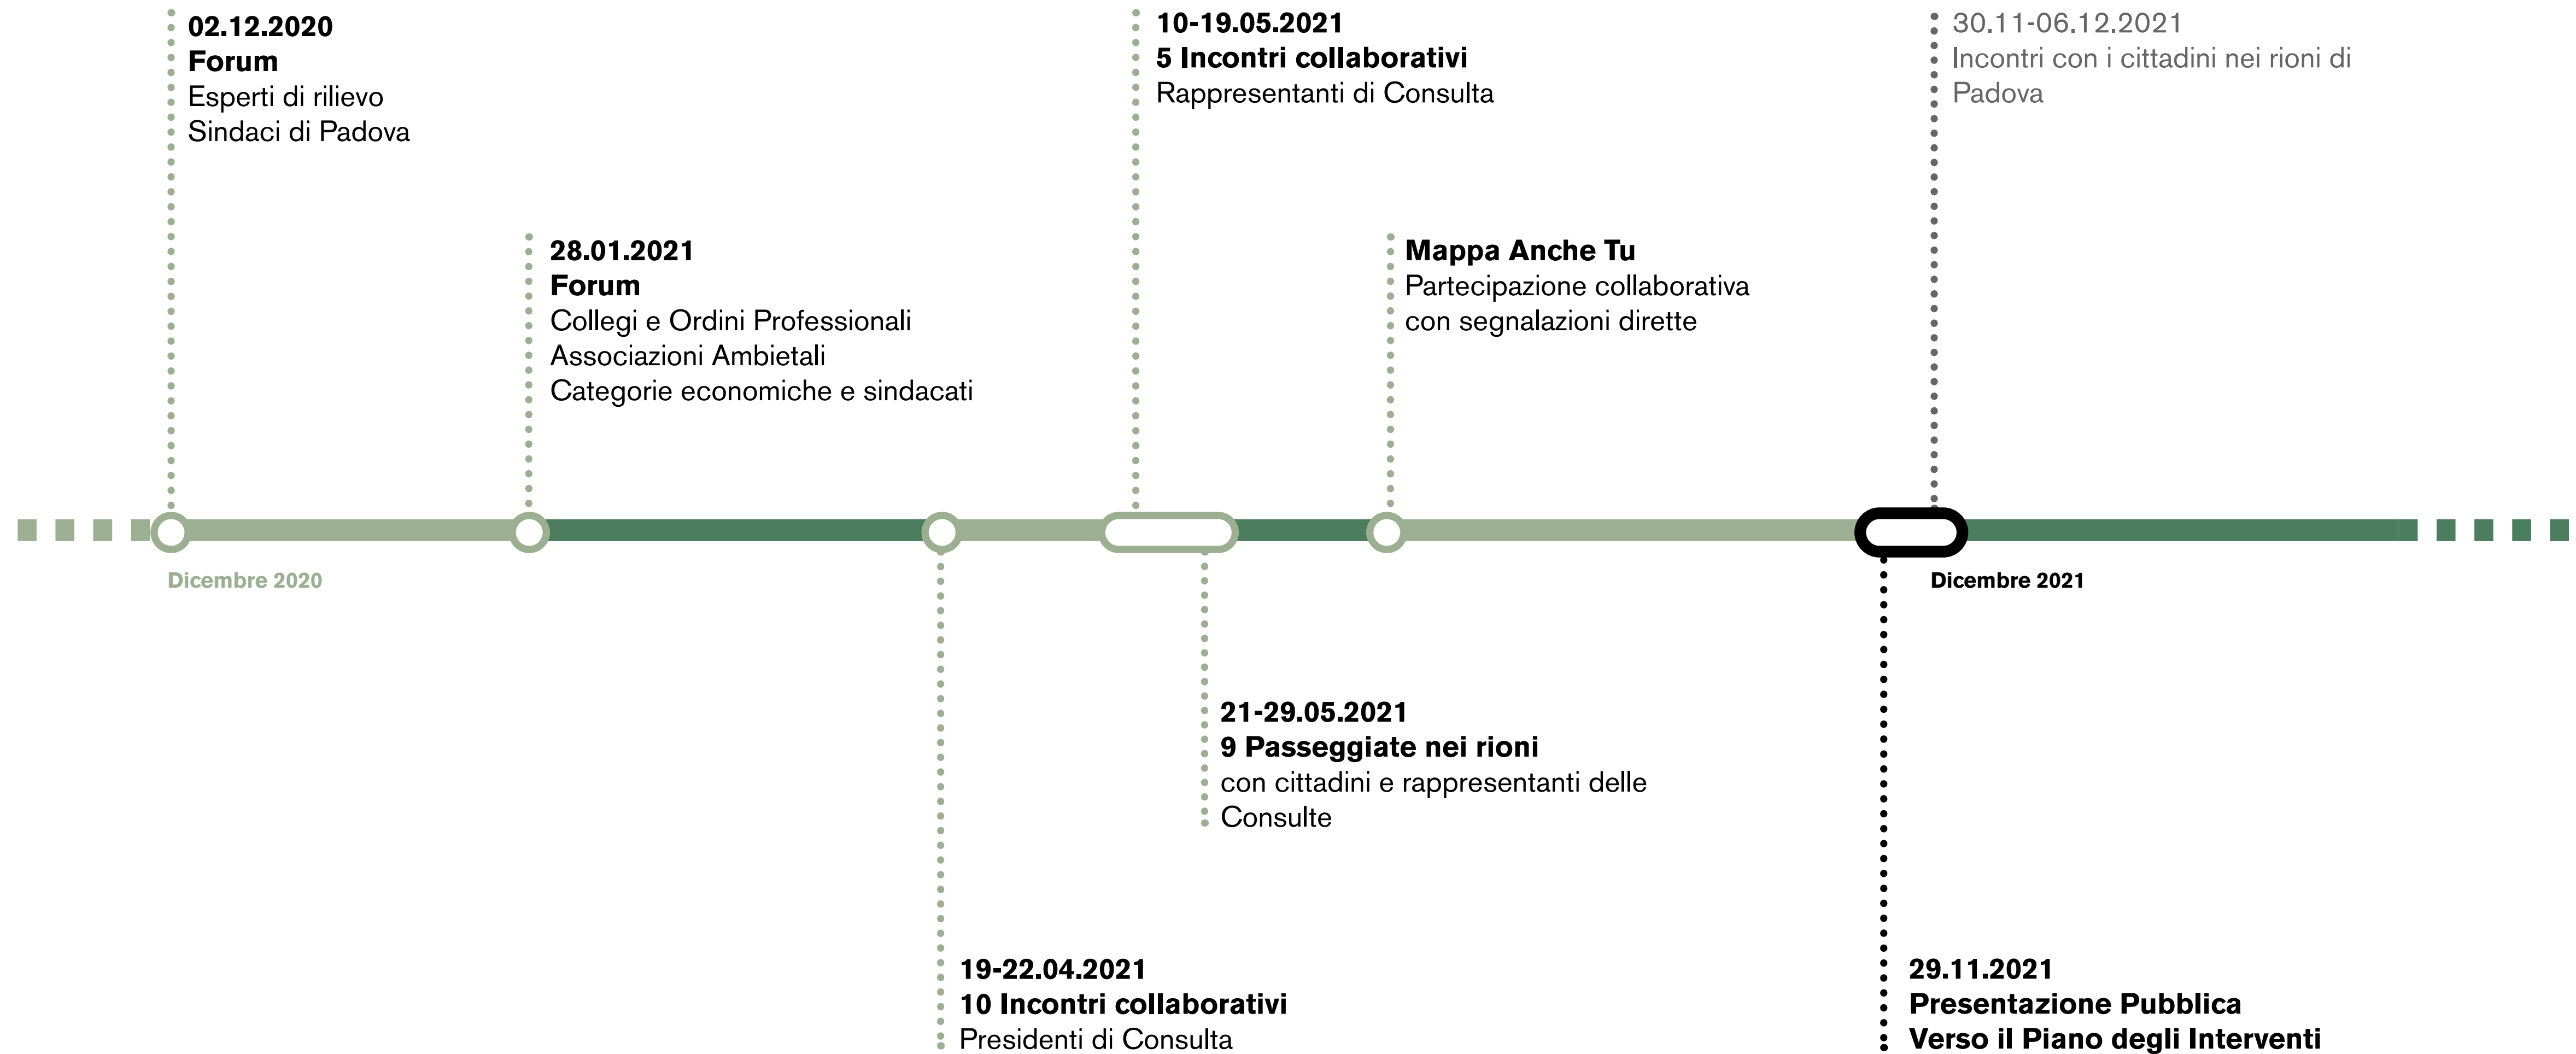 02.12.2020
Forum
Esperti di rilievo
Sindaci di Padova
28.01.2021
Forum
Collegi e Ordini Professionali
Associazioni Ambietali
Categorie economiche e sindacati
10-19.05.2021
5 Incontri collaborativi
Rappresentanti di Consulta
Mappa Anche Tu
Partecipazione collaborativa
con segnalazioni dirette
30.11-06.12.2021
Incontri con i cittadini nei rioni di
Padova
Dicembre 2020
Dicembre 2021
19-22.04.2021
10 Incontri collaborativi
Presidenti di Consulta
21-29.05.2021
9 Passeggiate nei rioni
con cittadini e rappresentanti delle
Consulte
29.11.2021
Presentazione Pubblica
Verso il Piano degli Interventi